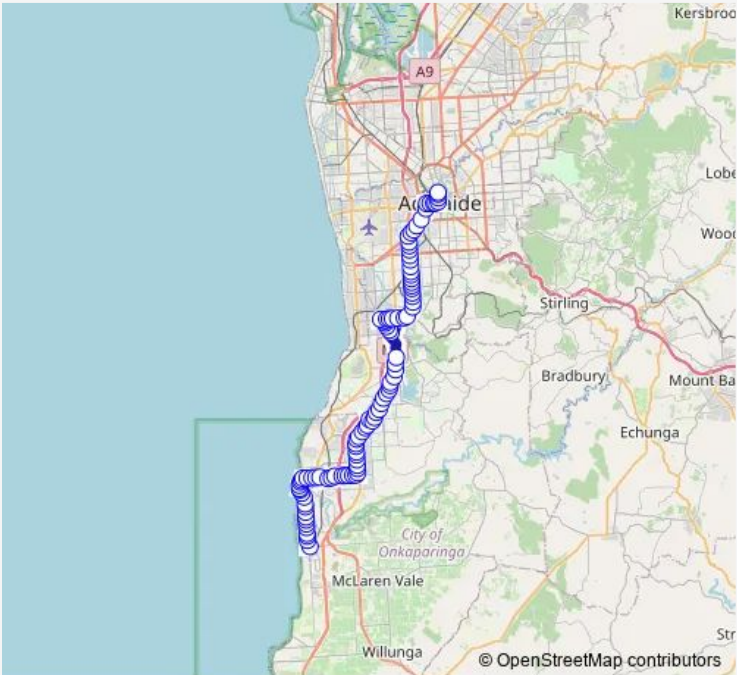 Kersbroo
A9
Lobe
Adelaide
Wood
Stirling
Bradbury
Mount Ba
Echunga
City of
Onkaparinga
McLaren Vale
Str
Willunga
© OpenStreetMap contributors